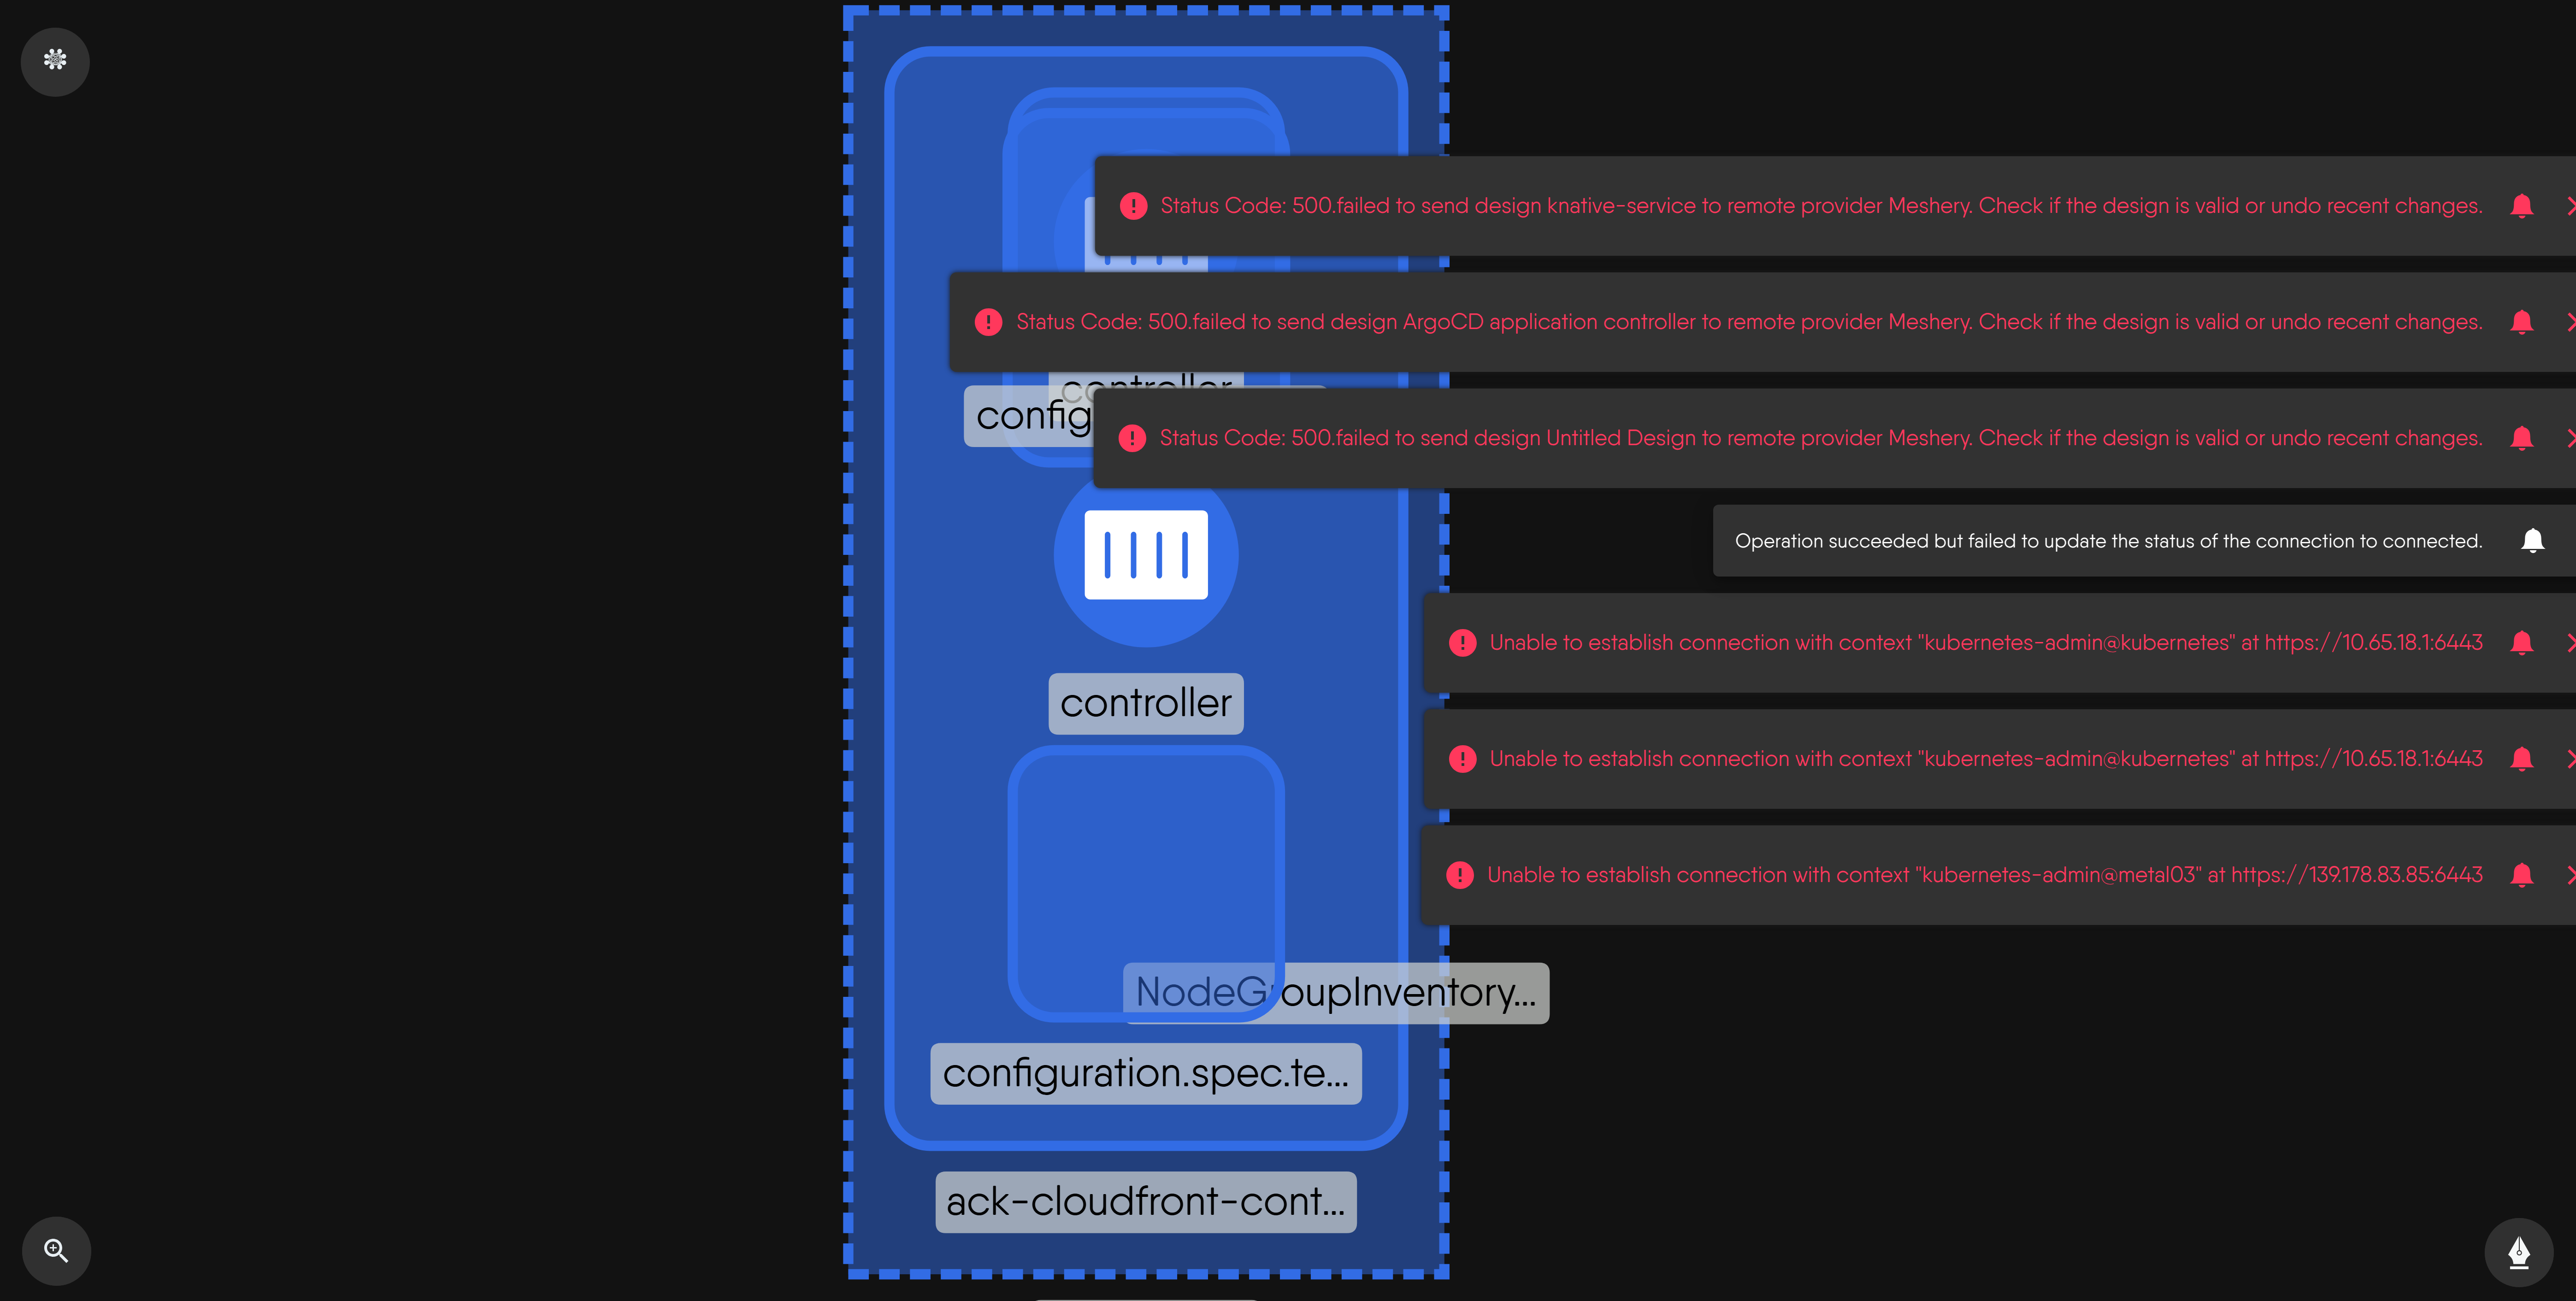 Status Code: 500.failed to send design knative-service to remote provider Meshery. Check if the design is valid or undo recent changes.
Status Code: 500.failed to send design ArgoCD application controller to remote provider Meshery. Check if the design is valid or undo recent changes.
controller
config
Status Code: 500.failed to send design Untitled Design to remote provider Meshery. Check if the design is valid or undo recent changes.
Operation succeeded but failed to update the status of the connection to connected.
Unable to establish connection with context "kubernetes-admin@kubernetes" at https://10.65.18.1:6443
controller
Unable to establish connection with context "kubernetes-admin@kubernetes" at https://10.65.18.1:6443
Unable to establish connection with context "kubernetes-admin@metal03" at https://139.178.83.85:6443
NodeGroupInventory...
configuration.spec.te...
ack-cloudfront-cont...